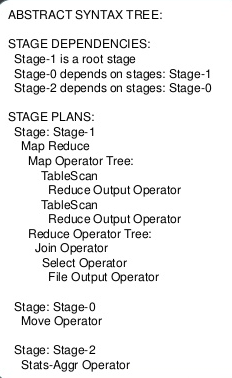 ABSTRACT SYNTAX TREE:
STAGE DEPENDENCIES:
Stage-1 is a root stage
Stage-0 depends on stages: Stage-1
Stage-2 depends on stages: Stage-0
STAGE PLANS:
Stage: Stage-1
Map Reduce
Map Operator Tree:
TableScan
Reduce Output Operator
TableScan
Reduce Output Operator
Reduce Operator Tree:
Join Operator
Select Operator
File Output Operator
Stage: Stage-0
Move Operator
Stage: Stage-2
Stats-Aggr Operator